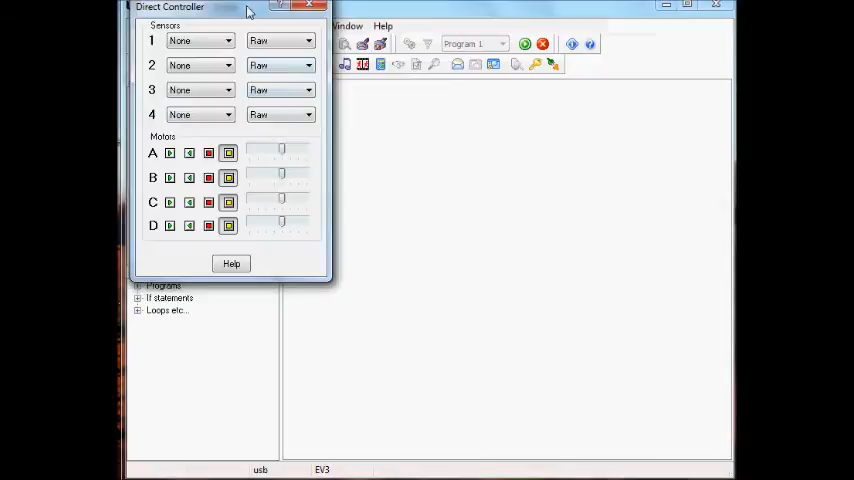 Direct Controller
Window Help
Sensors
1 None Raw
Program 1
2 None Raw
3 None Raw
4 None Raw
Motors
A
B
C
D
Help
Programs
If statements
Loops etc...
usb EV3